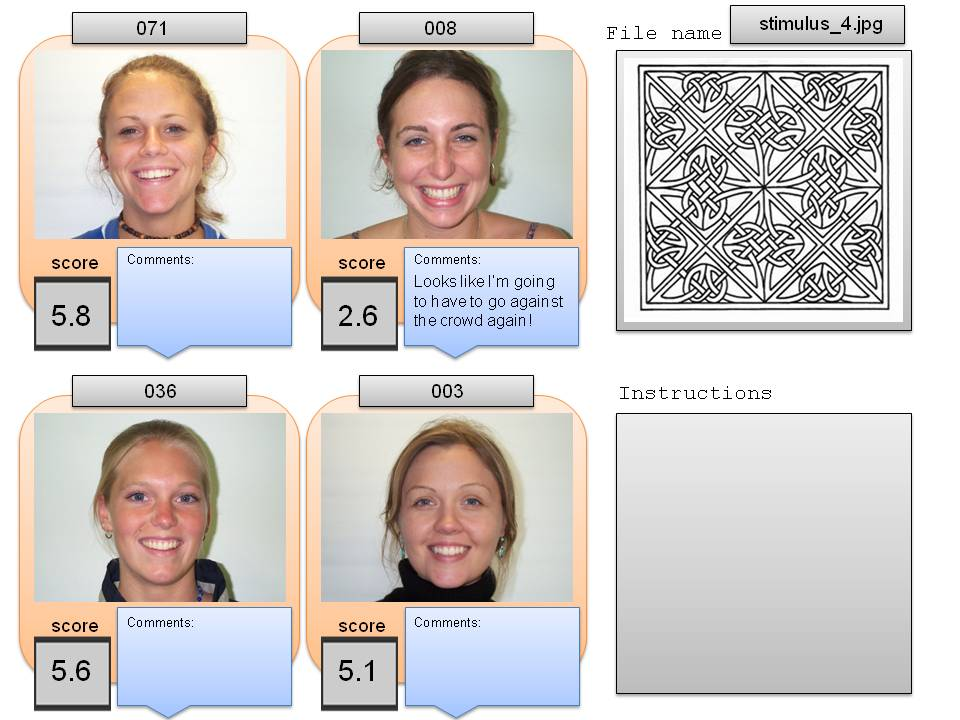 071
008
File name
stimulus_4.jpg
score
5.8
Comments:
score
2.6
Comments:
Looks like I'm going
to have to go against
the crowd again!
036
003
Instructions
score
5.6
Comments:
score
5.1
Comments: